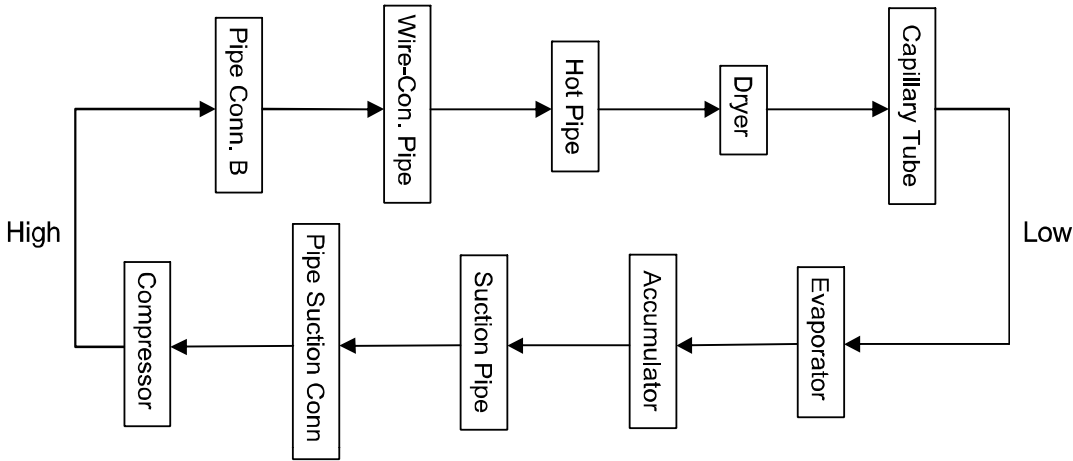 Pipe Conn. B
Wire-Con. Pipe
Hot Pipe
Dryer
Capillary Tube
High
Low
Compressor
Pipe Suction Conn
Suction Pipe
Accumulator
Evaporator